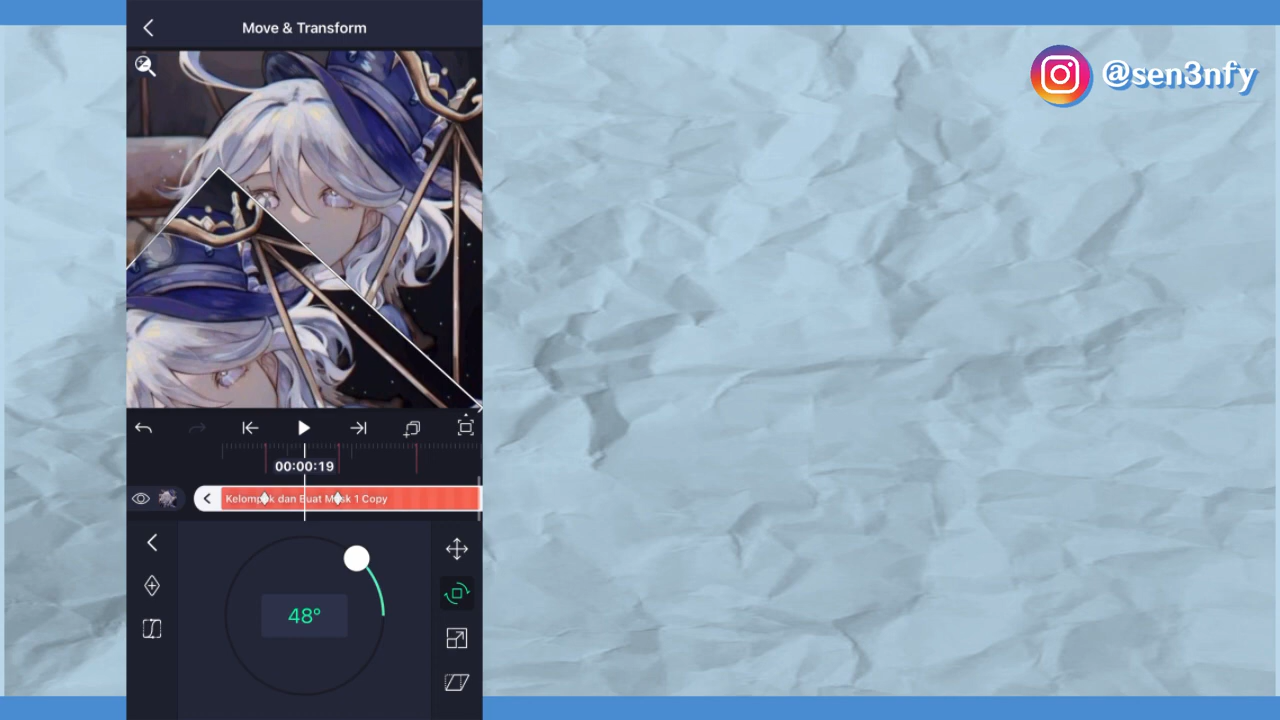 Move & Transform
@sen3nfy
00:00:19
Kelompok dan Buat Mask 1 Copy
48°